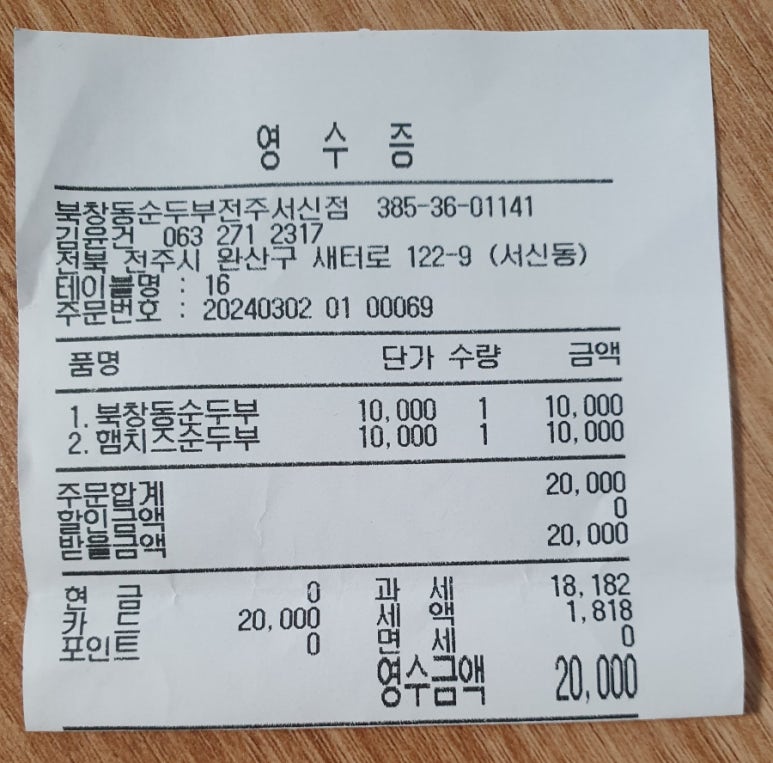 영 수 증
북창동순두부전주서신점 385-36-01141
김윤건 063 271 2317
전북 전주시 완산구 새터로 122-9 (서신동)
테이블명 : 16
주문번호 : 20240302 01 00069
품명 단가 수량 금액
1. 북창동순두부 10,000 1 10,000
2. 햄치즈순두부 10,000 1 10,000
주문합계 20,000
할인금액 0
받을금액 20,000
현 금 0 과 세 18,182
카 드 20,000 세 액 1,818
포인트 0 면 세 0
영수금액 20,000